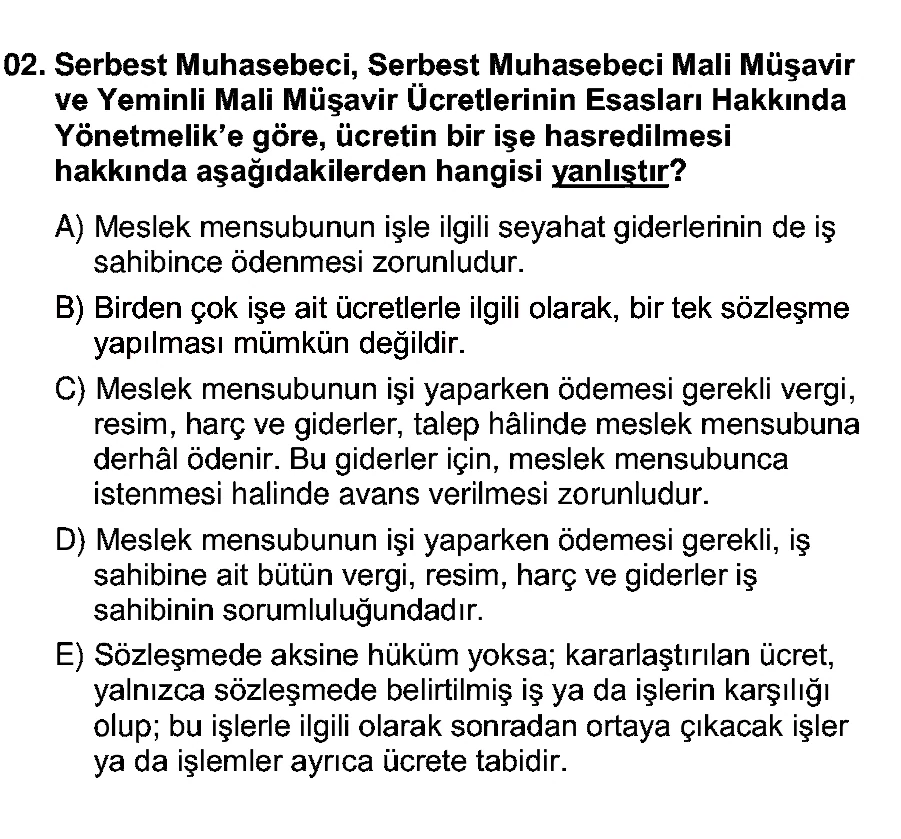 02. Serbest Muhasebeci, Serbest Muhasebeci Mali Müşavir
ve Yeminli Mali Müşavir Ücretlerinin Esasları Hakkında
Yönetmelik’e göre, ücretin bir işe hasredilmesi
hakkında aşağıdakilerden hangisi yanlıştır?
A) Meslek mensubunun işle ilgili seyahat giderlerinin de iş
sahibince ödenmesi zorunludur.
B) Birden çok işe ait ücretlerle ilgili olarak, bir tek sözleşme
yapılması mümkün değildir.
C) Meslek mensubunun işi yaparken ödemesi gerekli vergi,
resim, harç ve giderler, talep hâlinde meslek mensubuna
derhâl ödenir. Bu giderler için, meslek mensubunca
istenmesi halinde avans verilmesi zorunludur.
D) Meslek mensubunun işi yaparken ödemesi gerekli, iş
sahibine ait bütün vergi, resim, harç ve giderler iş
sahibinin sorumluluğundadır.
E) Sözleşmede aksine hüküm yoksa; kararlaştırılan ücret,
yalnızca sözleşmede belirtilmiş iş ya da işlerin karşılığı
olup; bu işlerle ilgili olarak sonradan ortaya çıkacak işler
ya da işlemler ayrıca ücrete tabidir.